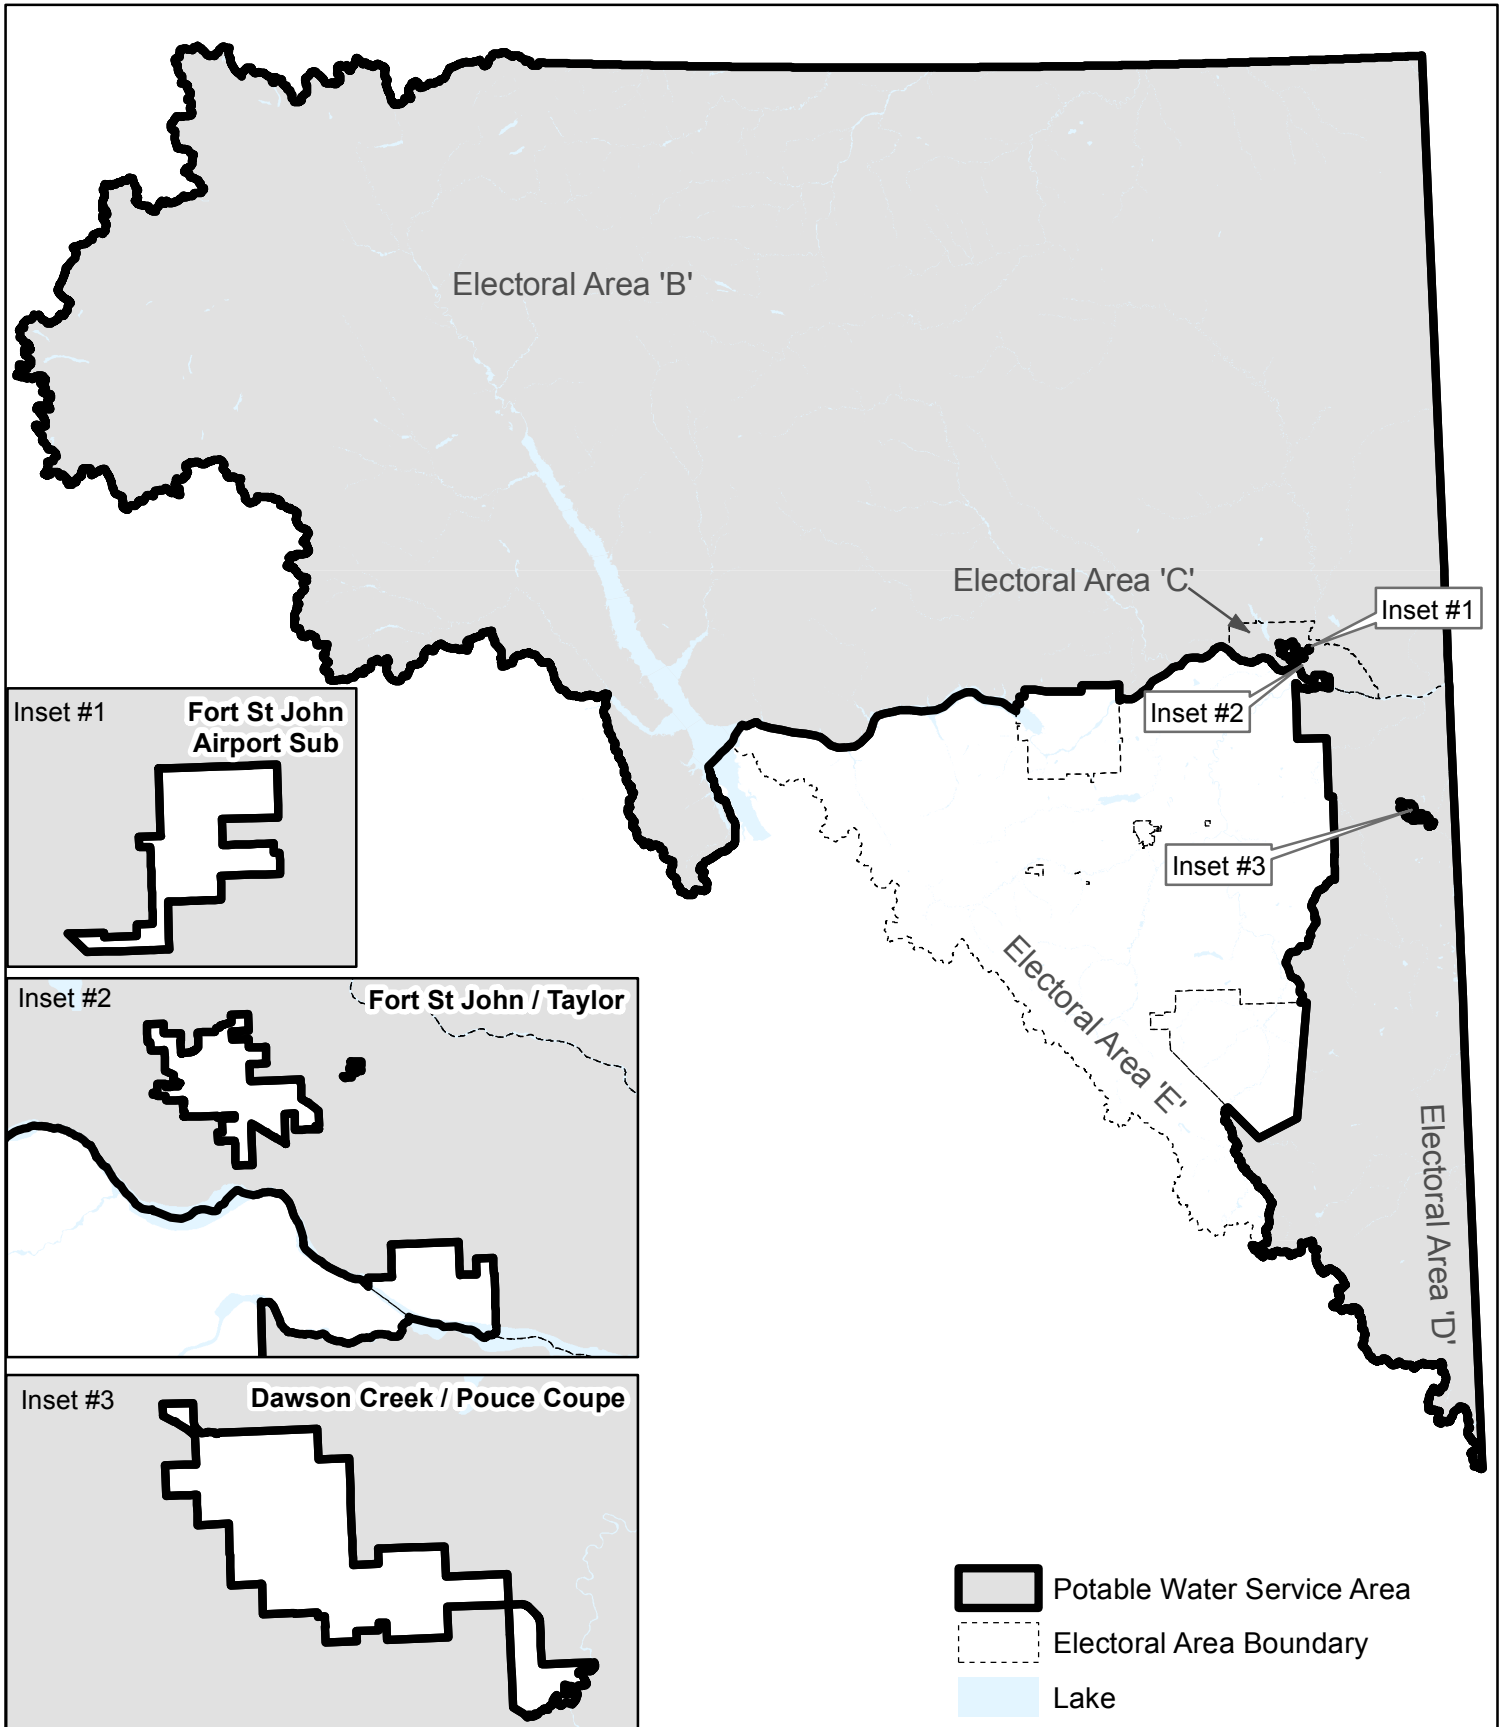 Electoral Area 'B'
Electoral Area 'C'
Inset #1
Inset #2
Inset #3
Electoral Area 'E'
Electoral Area 'D'
Inset #1
Fort St John
Airport Sub
Inset #2
Fort St John / Taylor
Inset #3
Dawson Creek / Pouce Coupe
Potable Water Service Area
Electoral Area Boundary
Lake